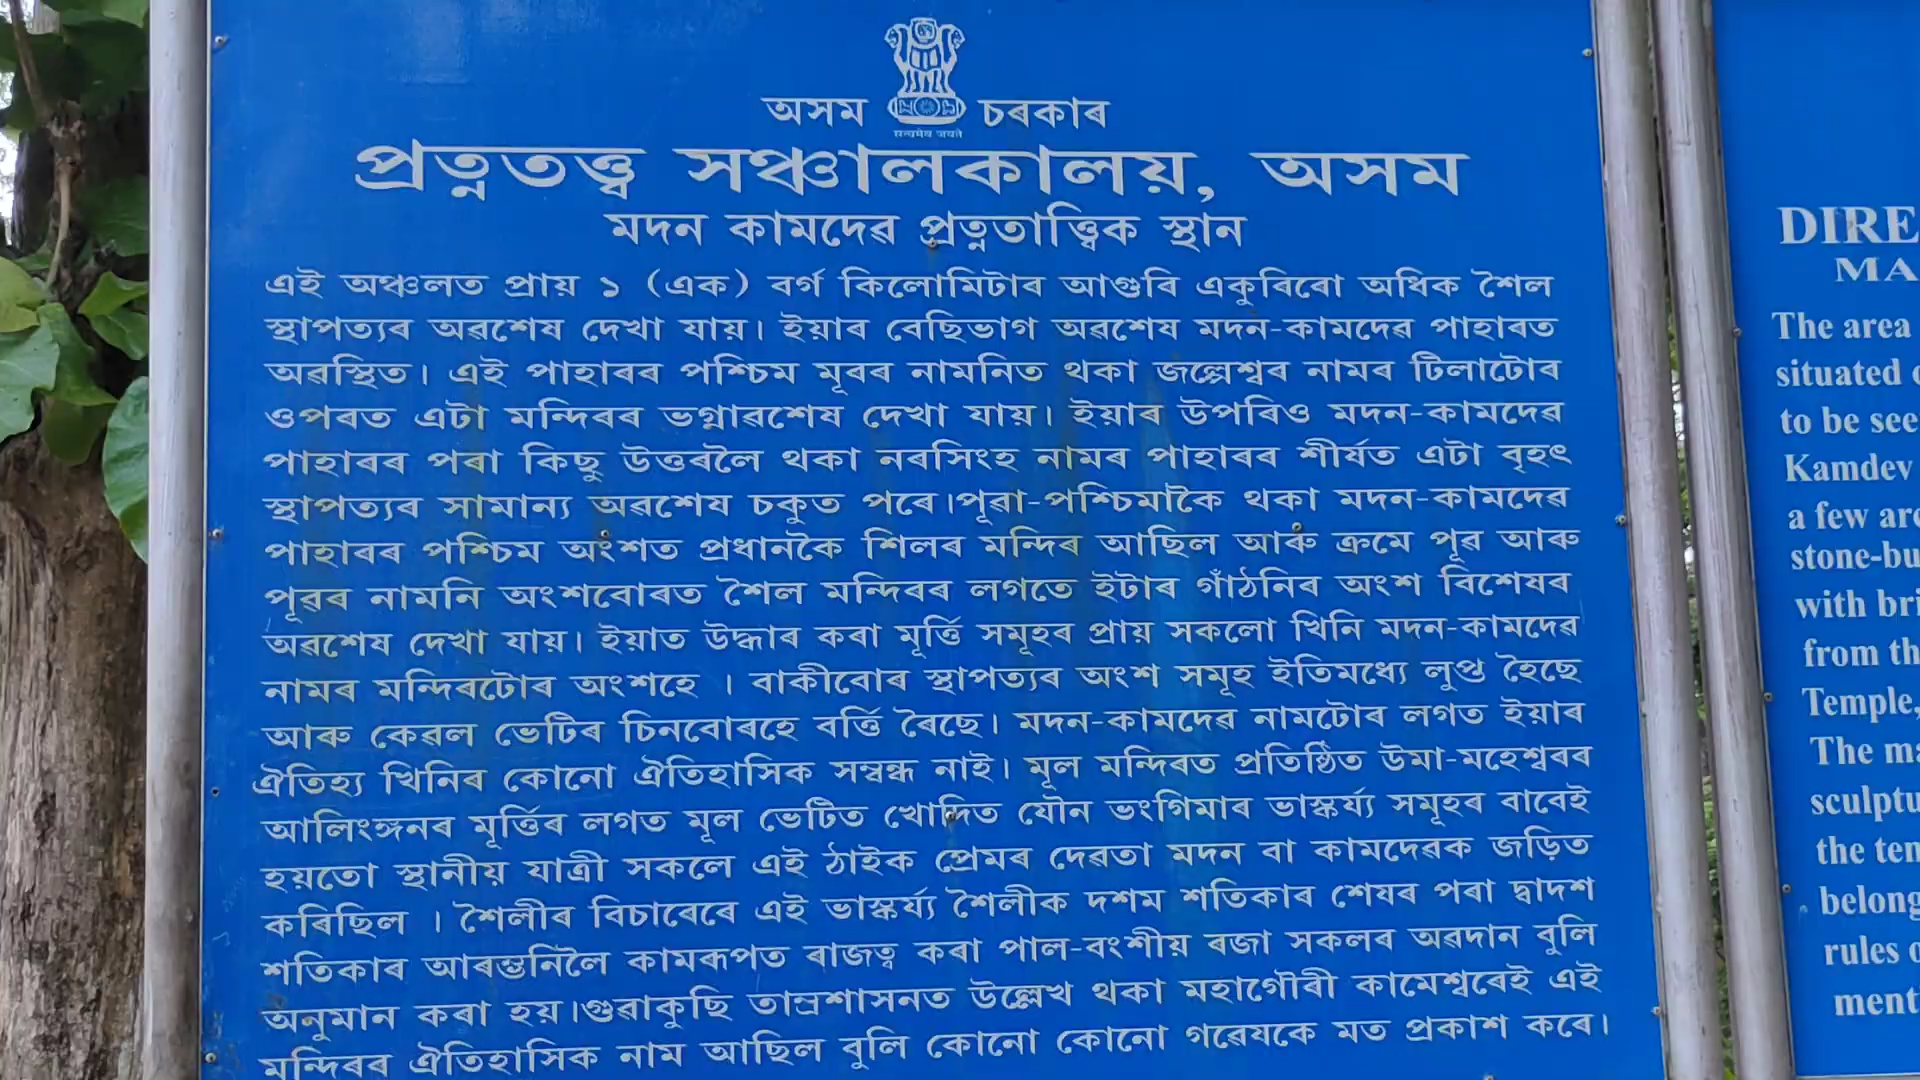 অসম চৰকাৰ
सत्यमेव जयते
প্ৰত্নতত্ত্ব সঞ্চালকালয়, অসম
মদন কামদেৱ প্ৰত্নতাত্ত্বিক স্থান
এই অঞ্চলত প্ৰায় ১ (এক) বৰ্গ কিলোমিটাৰ আগুৰি একুৰিৰো অধিক শৈল
স্থাপত্যৰ অৱশেষ দেখা যায়। ইয়াৰ বেছিভাগ অৱশেষ মদন-কামদেৱ পাহাৰত
অৱস্থিত। এই পাহাৰৰ পশ্চিম মূৰৰ নামনিত থকা জল্পেশ্বৰ নামৰ টিলাটোৰ
ওপৰত এটা মন্দিৰৰ ভগ্নাৱশেষ দেখা যায়। ইয়াৰ উপৰিও মদন-কামদেৱ
পাহাৰৰ পৰা কিছু উত্তৰলৈ থকা নৰসিংহ নামৰ পাহাৰৰ শীৰ্ষত এটা বৃহৎ
স্থাপত্যৰ সামান্য অৱশেষ চকুত পৰে।পূৱা-পশ্চিমাকৈ থকা মদন-কামদেৱ
পাহাৰৰ পশ্চিম অংশত প্ৰধানকৈ শিলৰ মন্দিৰ আছিল আৰু ক্ৰমে পূৱ আৰু
পূৱৰ নামনি অংশবোৰত শৈল মন্দিৰৰ লগতে ইটাৰ গাঁঠনিৰ অংশ বিশেষৰ
অৱশেষ দেখা যায়। ইয়াত উদ্ধাৰ কৰা মূৰ্ত্তি সমূহৰ প্ৰায় সকলো খিনি মদন-কামদেৱ
নামৰ মন্দিৰটোৰ অংশহে । বাকীবোৰ স্থাপত্যৰ অংশ সমূহ ইতিমধ্যে লুপ্ত হৈছে
আৰু কেৱল ভেটিৰ চিনবোৰহে বৰ্ত্তি ৰৈছে। মদন-কামদেৱ নামটোৰ লগত ইয়াৰ
ঐতিহ্য খিনিৰ কোনো ঐতিহাসিক সম্বন্ধ নাই। মূল মন্দিৰত প্ৰতিষ্ঠিত উমা-মহেশ্বৰৰ
আলিংঙ্গনৰ মূৰ্ত্তিৰ লগত মূল ভেটিত খোদিত যৌন ভংগিমাৰ ভাস্কৰ্য্য সমূহৰ বাবেই
হয়তো স্থানীয় যাত্ৰী সকলে এই ঠাইক প্ৰেমৰ দেৱতা মদন বা কামদেৱক জড়িত
কৰিছিল । শৈলীৰ বিচাৰেৰে এই ভাস্কৰ্য্য শৈলীক দশম শতিকাৰ শেষৰ পৰা দ্বাদশ
শতিকাৰ আৰম্ভনিলৈ কামৰূপত ৰাজত্ব কৰা পাল-বংশীয় ৰজা সকলৰ অৱদান বুলি
অনুমান কৰা হয়।গুৱাকুছি তাম্ৰশাসনত উল্লেখ থকা মহাগৌৰী কামেশ্বৰেই এই
মন্দিৰৰ ঐতিহাসিক নাম আছিল বুলি কোনো কোনো গৱেষকে মত প্ৰকাশ কৰে।
DIRE
MA
The area
situated
to be see
Kamdev
a few arc
stone-bu
with bri
from th
Temple,
The ma
sculptu
the ten
belong
rules o
ment